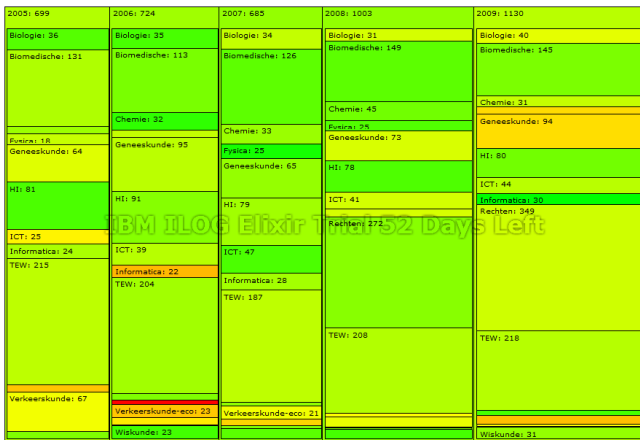 2005: 699
Biologie: 36
Biomedische: 131
Fysica: 18
Geneeskunde: 64
HI: 81
ICT: 25
Informatica: 24
TEW: 215
Verkeerskunde: 67
2006: 724
Biologie: 35
Biomedische: 113
Chemie: 32
Geneeskunde: 95
HI: 91
ICT: 39
Informatica: 22
TEW: 204
Verkeerskunde-eco: 23
Wiskunde: 23
2007: 685
Biologie: 34
Biomedische: 126
Chemie: 33
Fysica: 25
Geneeskunde: 65
HI: 79
ICT: 47
Informatica: 28
TEW: 187
Verkeerskunde-eco: 21
2008: 1003
Biologie: 31
Biomedische: 149
Chemie: 45
Fysica: 25
Geneeskunde: 73
HI: 78
ICT: 41
Rechten: 272
TEW: 208
2009: 1130
Biologie: 40
Biomedische: 145
Chemie: 31
Geneeskunde: 94
HI: 80
ICT: 44
Informatica: 30
Rechten: 349
TEW: 218
Wiskunde: 31
IBM ILOG Elixir Trial 52 Days Left